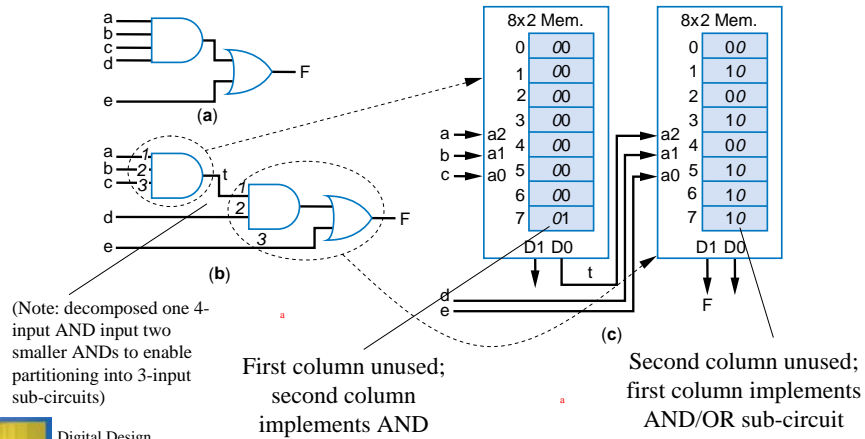 a
b
c
d
e
F
(a)
a
b
c
1
2
3
t
1
2
d
e
3
F
(b)
8x2 Mem.
0 00
1 00
2 00
3 00
4 00
5 00
6 00
7 01
a a2
b a1
c a0
D1 D0
t
d
e
8x2 Mem.
0 00
1 10
2 00
3 10
4 00
5 10
6 10
7 10
a2
a1
a0
D1 D0
F
(c)
(Note: decomposed one 4-
input AND input two
smaller ANDs to enable
partitioning into 3-input
sub-circuits)
a
First column unused;
second column
implements AND
a
Second column unused;
first column implements
AND/OR sub-circuit
Digital Design